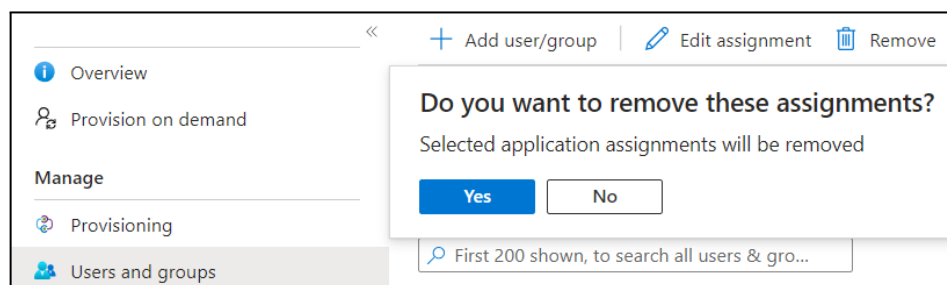 «
Overview
Provision on demand
Manage
Provisioning
Users and groups
Add user/group
Edit assignment
Remove
Do you want to remove these assignments?
Selected application assignments will be removed
Yes
No
First 200 shown, to search all users & gro...